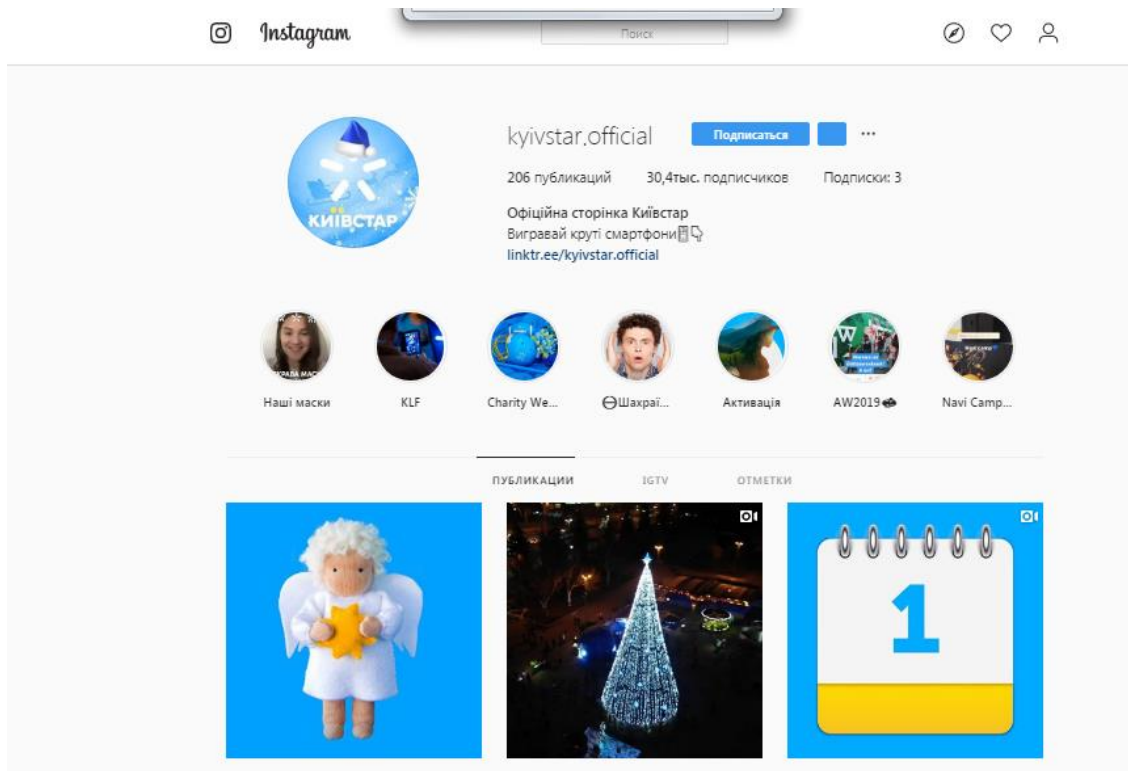 Instagram
Поиск
kyivstar.official Подписаться
206 публикаций 30,4тыс. подписчиков Подписки: 3
Офіційна сторінка Київстар
Вигравай круті смартфони
linktr.ee/kyivstar.official
КИЇВСТАР
Наші маски KLF Charity We... Шахраї... Активація AW2019 Navi Camp...
ПУБЛИКАЦИИ IGTV ОТМЕТКИ
1